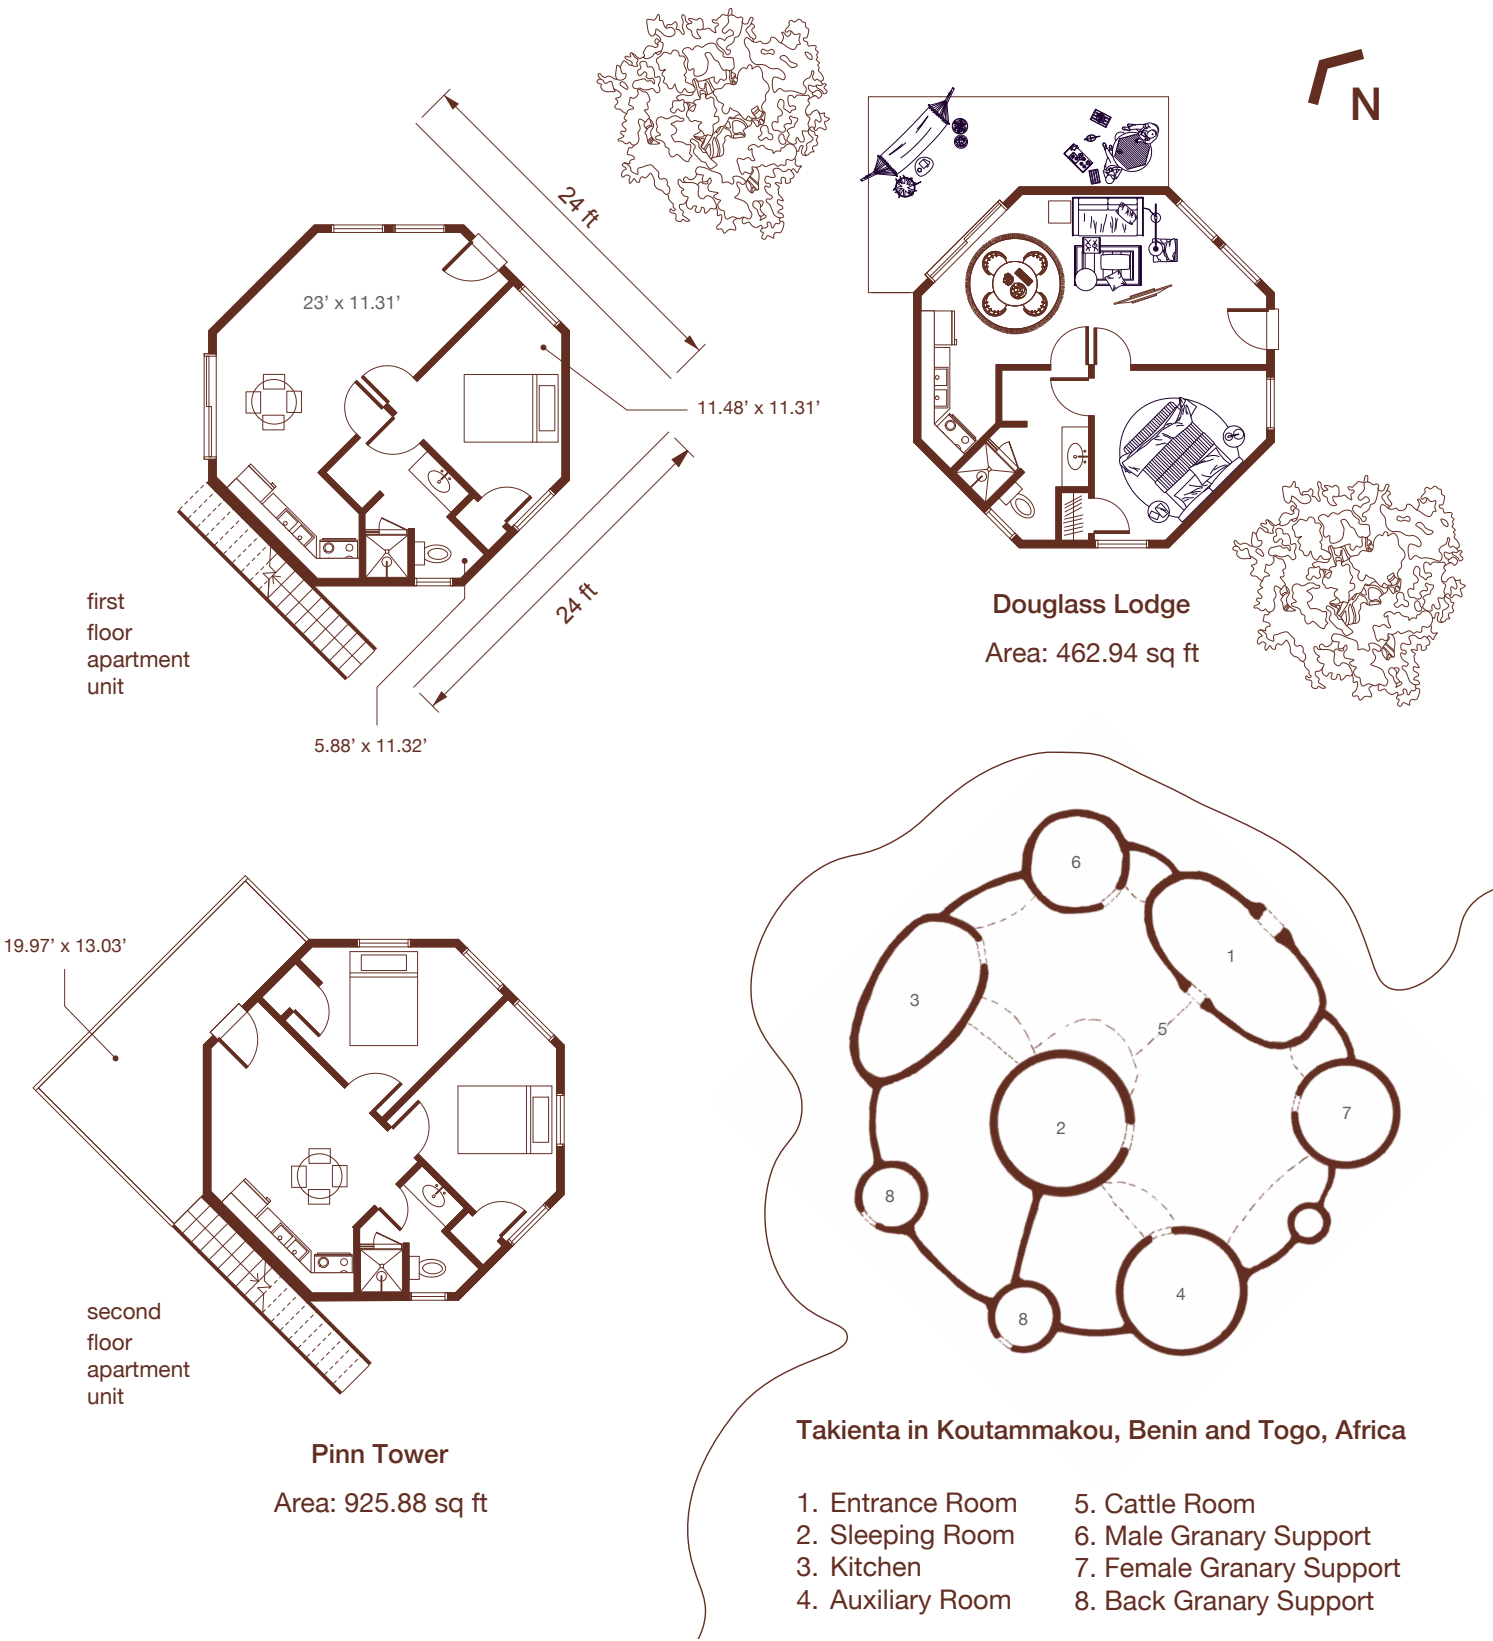 N
24 ft
23’ x 11.31’
11.48’ x 11.31’
24 ft
first
floor
apartment
unit
5.88’ x 11.32’
Douglass Lodge
Area: 462.94 sq ft
19.97’ x 13.03’
second
floor
apartment
unit
Pinn Tower
Area: 925.88 sq ft
6
1
3
5
2
7
8
4
8
Takienta in Koutammakou, Benin and Togo, Africa
1. Entrance Room
2. Sleeping Room
3. Kitchen
4. Auxiliary Room
5. Cattle Room
6. Male Granary Support
7. Female Granary Support
8. Back Granary Support